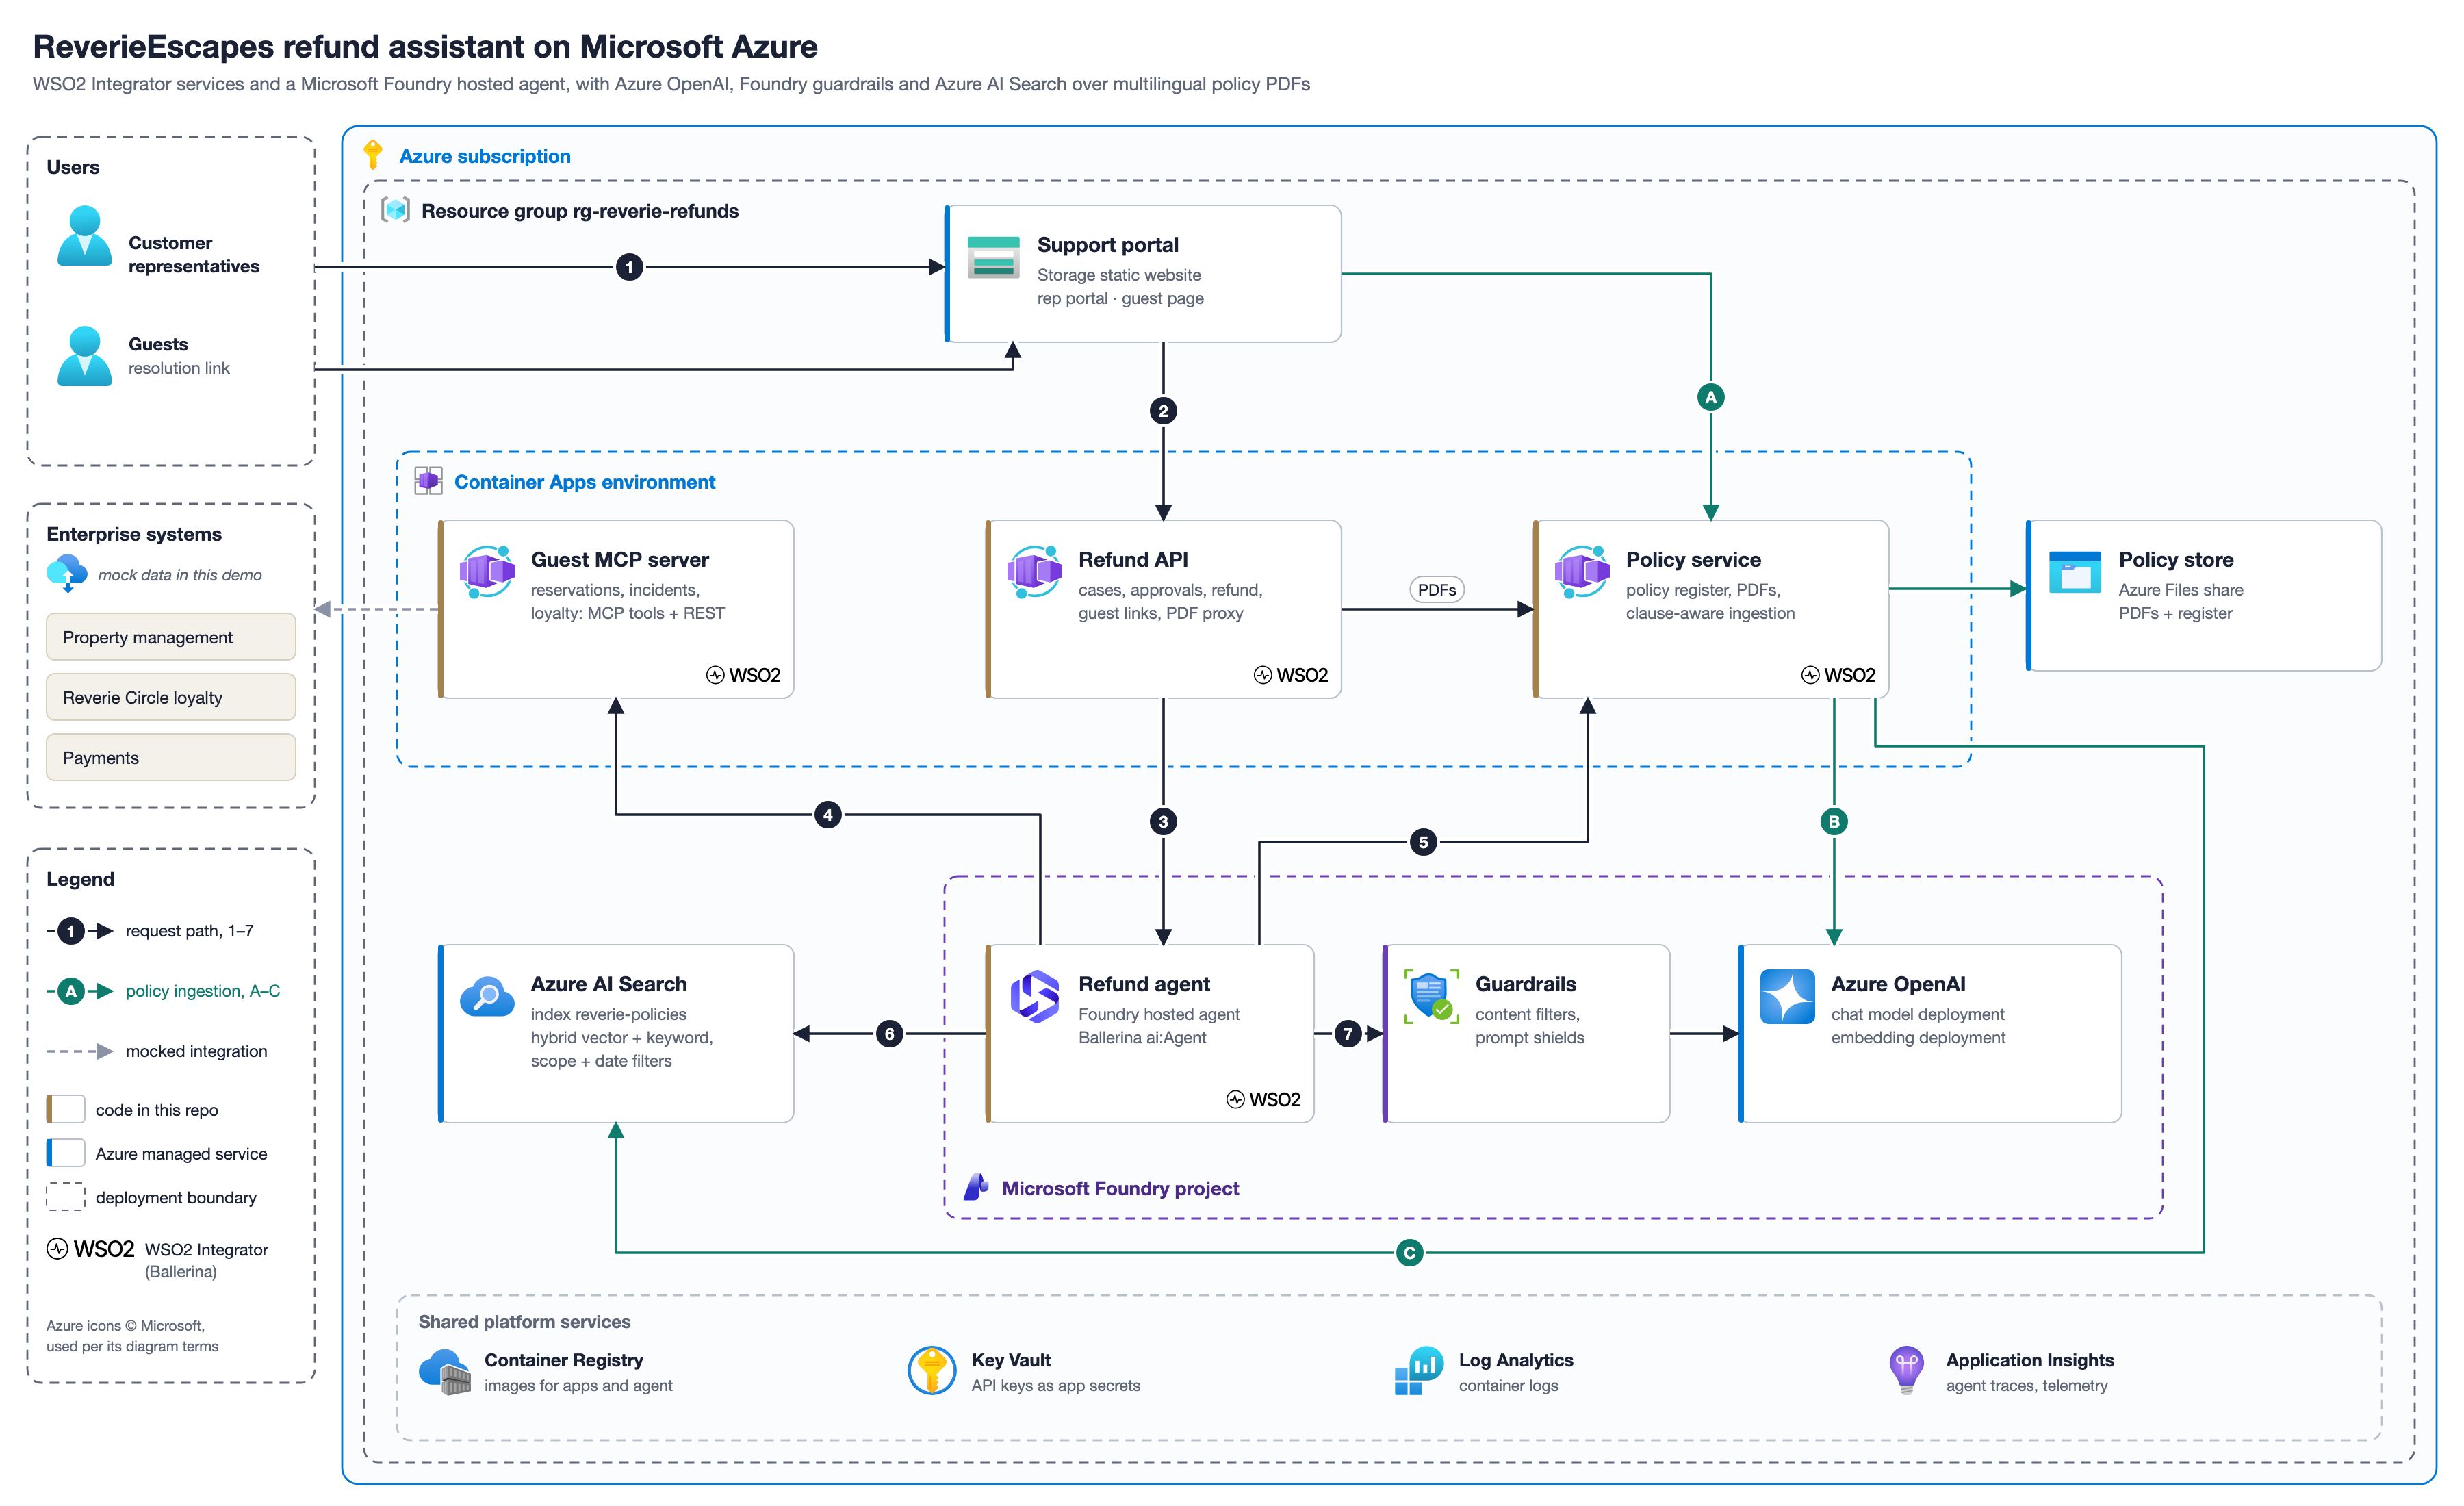 ReverieEscapes refund assistant on Microsoft Azure
WSO2 Integrator services and a Microsoft Foundry hosted agent, with Azure OpenAI, Foundry guardrails and Azure AI Search over multilingual policy PDFs
Users
Customer
representatives
Guests
resolution link
Enterprise systems
mock data in this demo
Property management
Reverie Circle loyalty
Payments
Legend
1
request path, 1–7
A
policy ingestion, A–C
mocked integration
code in this repo
Azure managed service
deployment boundary
WSO2
WSO2 Integrator
(Ballerina)
Azure icons © Microsoft,
used per its diagram terms
Azure subscription
Resource group rg-reverie-refunds
1
Support portal
Storage static website
rep portal · guest page
2
A
Container Apps environment
Guest MCP server
reservations, incidents,
loyalty: MCP tools + REST
WSO2
Refund API
cases, approvals, refund,
guest links, PDF proxy
WSO2
PDFs
Policy service
policy register, PDFs,
clause-aware ingestion
WSO2
Policy store
Azure Files share
PDFs + register
4
3
5
B
Azure AI Search
index reverie-policies
hybrid vector + keyword,
scope + date filters
6
Refund agent
Foundry hosted agent
Ballerina ai:Agent
WSO2
7
Guardrails
content filters,
prompt shields
Azure OpenAI
chat model deployment
embedding deployment
Microsoft Foundry project
C
Shared platform services
Container Registry
images for apps and agent
Key Vault
API keys as app secrets
Log Analytics
container logs
Application Insights
agent traces, telemetry